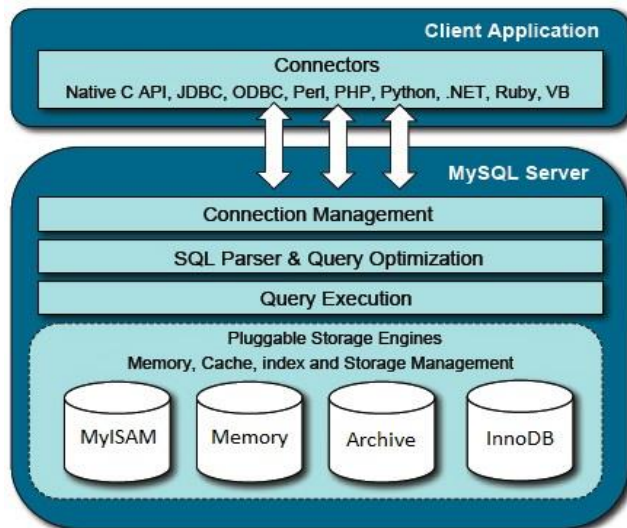 Client Application
Connectors
Native C API, JDBC, ODBC, Perl, PHP, Python, .NET, Ruby, VB
MySQL Server
Connection Management
SQL Parser & Query Optimization
Query Execution
Pluggable Storage Engines
Memory, Cache, index and Storage Management
MyISAM
Memory
Archive
InnoDB